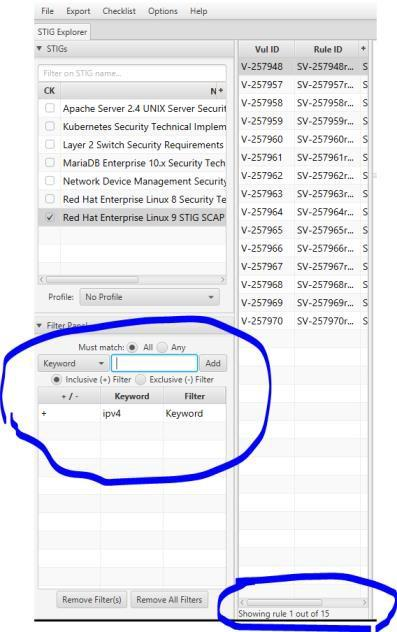 File Export Checklist Options Help
STIG Explorer
▼ STIGs
Filter on STIG name...
CK N+
Apache Server 2.4 UNIX Server Securit
Kubernetes Security Technical Implem
Layer 2 Switch Security Requirements
MariaDB Enterprise 10.x Security Tech
Network Device Management Security
Red Hat Enterprise Linux 8 Security Te
Red Hat Enterprise Linux 9 STIG SCAP
Profile: No Profile
▼ Filter Panel
Must match: All Any
Keyword Add
Inclusive (+) Filter Exclusive (-) Filter
+ / - Keyword Filter
+ ipv4 Keyword
Remove Filter(s) Remove All Filters
Vul ID Rule ID +
V-257948 SV-257948r... S
V-257957 SV-257957r... S
V-257958 SV-257958r... S
V-257959 SV-257959r... S
V-257960 SV-257960r... S
V-257961 SV-257961r... S
V-257962 SV-257962r... S
V-257963 SV-257963r... S
V-257964 SV-257964r... S
V-257965 SV-257965r... S
V-257966 SV-257966r... S
V-257967 SV-257967r... S
V-257968 SV-257968r... S
V-257969 SV-257969r... S
V-257970 SV-257970r... S
Showing rule 1 out of 15